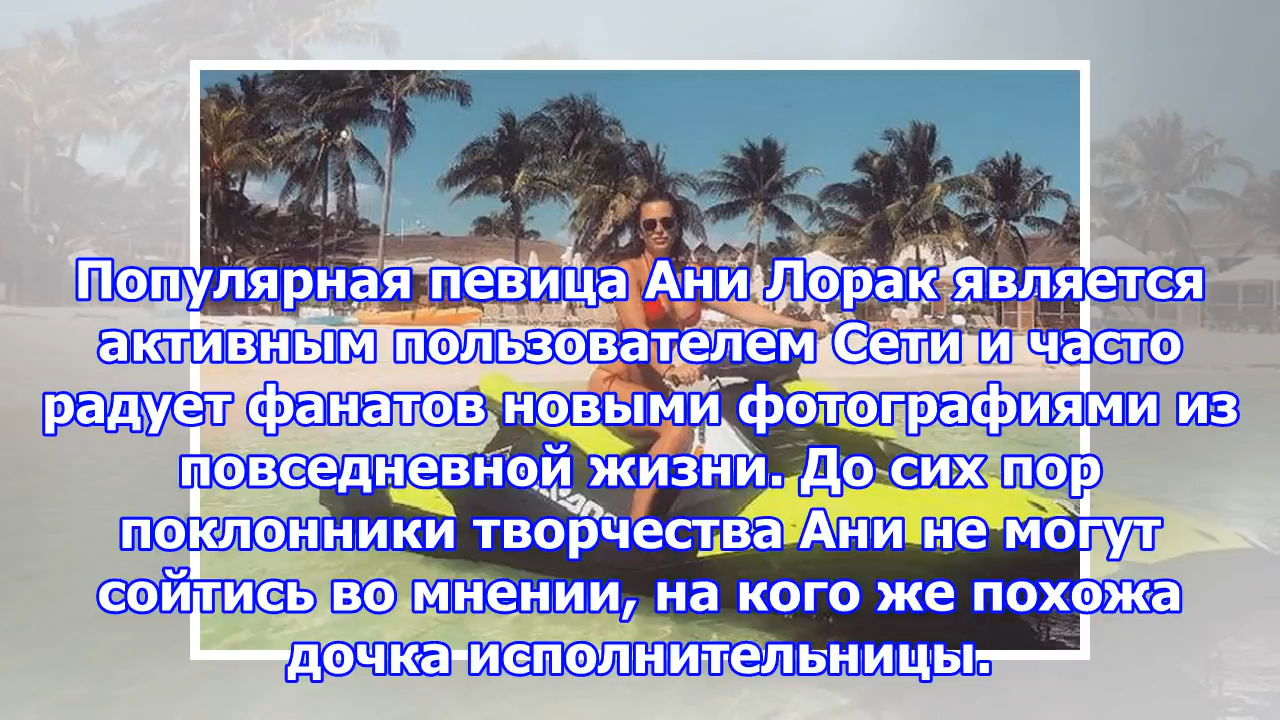 Популярная певица Ани Лорак является
активным пользователем Сети и часто
радует фанатов новыми фотографиями из
повседневной жизни. До сих пор
поклонники творчества Ани не могут
сойтись во мнении, на кого же похожа
дочка исполнительницы.